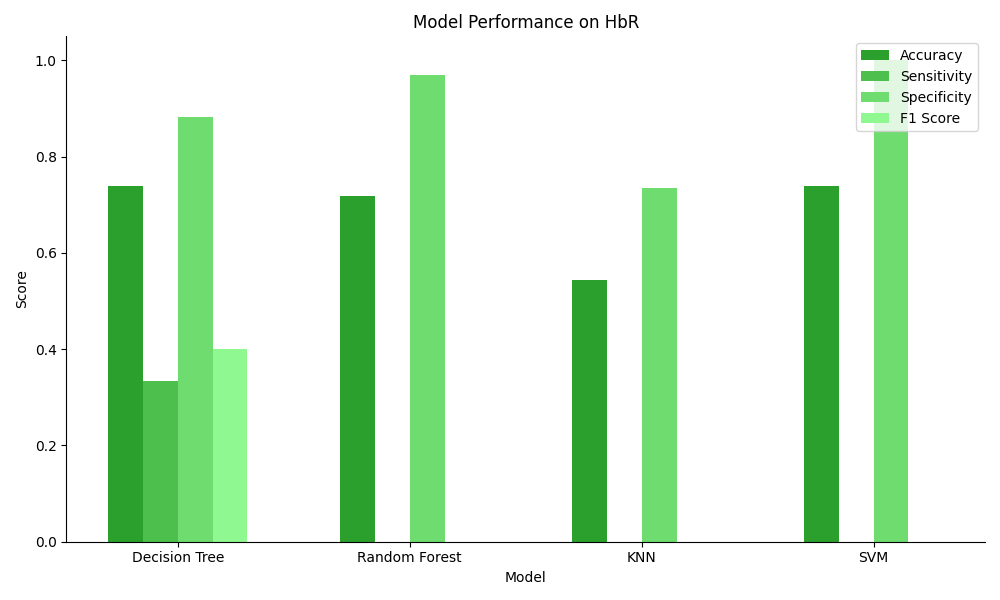 Model Performance on HbR
Accuracy
Sensitivity
Specificity
F1 Score
1.0
0.8
0.6
0.4
0.2
0.0
Score
Decision Tree
Random Forest
KNN
SVM
Model